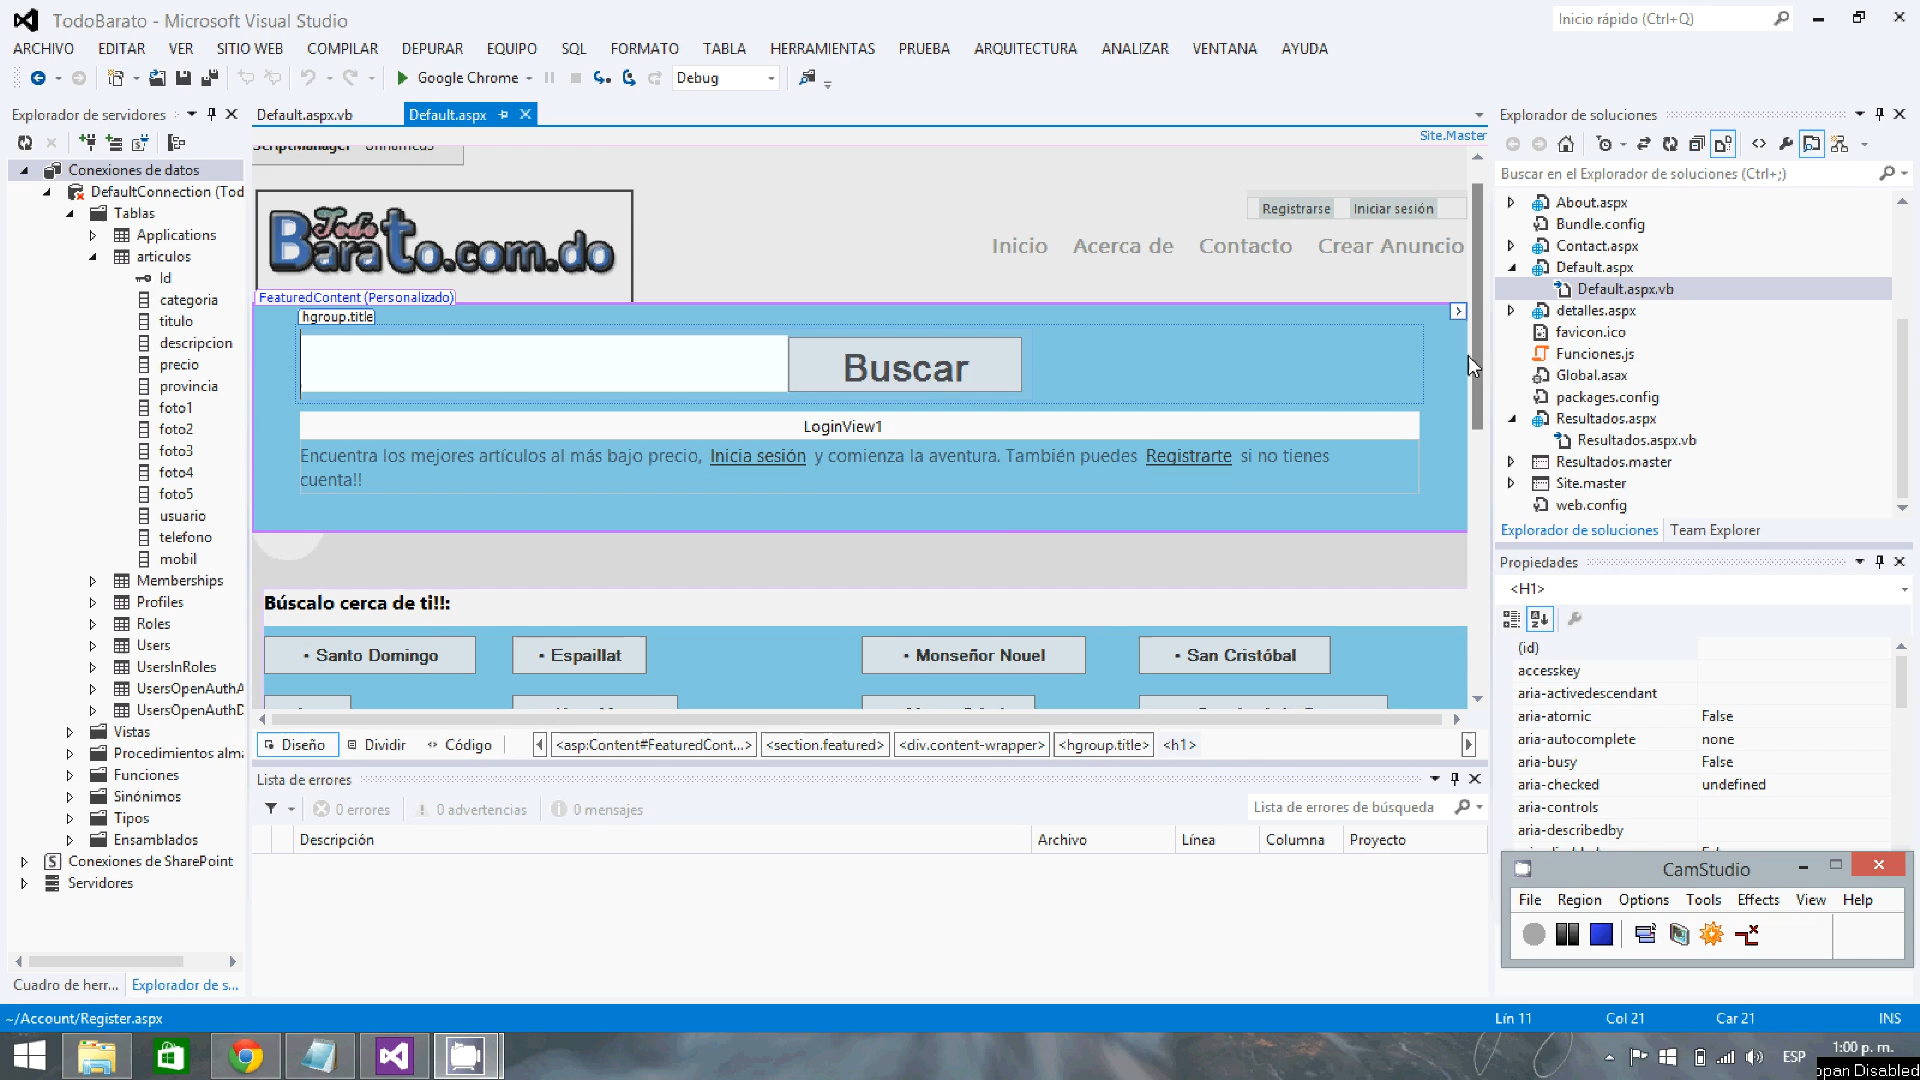 TodoBarato - Microsoft Visual Studio
Inicio rápido (Ctrl+Q)
ARCHIVO EDITAR VER SITIO WEB COMPILAR DEPURAR EQUIPO SQL FORMATO TABLA HERRAMIENTAS PRUEBA ARQUITECTURA ANALIZAR VENTANA AYUDA
Google Chrome
Debug
Explorador de servidores
Conexiones de datos
DefaultConnection (Tod
Tablas
Applications
articulos
Id
categoria
titulo
descripcion
precio
provincia
foto1
foto2
foto3
foto4
foto5
usuario
telefono
mobil
Memberships
Profiles
Roles
Users
UsersInRoles
UsersOpenAuthA
UsersOpenAuthD
Vistas
Procedimientos alma
Funciones
Sinónimos
Tipos
Ensamblados
Conexiones de SharePoint
Servidores
Cuadro de herr...
Explorador de s...
Default.aspx.vb
Default.aspx
Site.Master
Todo
Barato.com.do
Registrarse
Iniciar sesión
Inicio Acerca de Contacto Crear Anuncio
FeaturedContent (Personalizado)
hgroup.title
Buscar
LoginView1
Encuentra los mejores artículos al más bajo precio, Inicia sesión y comienza la aventura. También puedes Registrarte si no tienes
cuenta!!
Búscalo cerca de ti!!:
• Santo Domingo
• Espaillat
• Monseñor Nouel
• San Cristóbal
Diseño
Dividir
Código
<asp:Content#FeaturedCont...>
<section.featured>
<div.content-wrapper>
<hgroup.title>
<h1>
Lista de errores
0 errores
0 advertencias
0 mensajes
Lista de errores de búsqueda
Descripción Archivo Línea Columna Proyecto
Explorador de soluciones
Buscar en el Explorador de soluciones (Ctrl+;)
About.aspx
Bundle.config
Contact.aspx
Default.aspx
Default.aspx.vb
detalles.aspx
favicon.ico
Funciones.js
Global.asax
packages.config
Resultados.aspx
Resultados.aspx.vb
Resultados.master
Site.master
web.config
Explorador de soluciones
Team Explorer
Propiedades
<H1>
(id)
accesskey
aria-activedescendant
aria-atomic False
aria-autocomplete none
aria-busy False
aria-checked undefined
aria-controls
aria-describedby
CamStudio
File Region Options Tools Effects View Help
~/Account/Register.aspx
Lín 11
Col 21
Car 21
INS
ESP
1:00 p. m.
opan Disabled